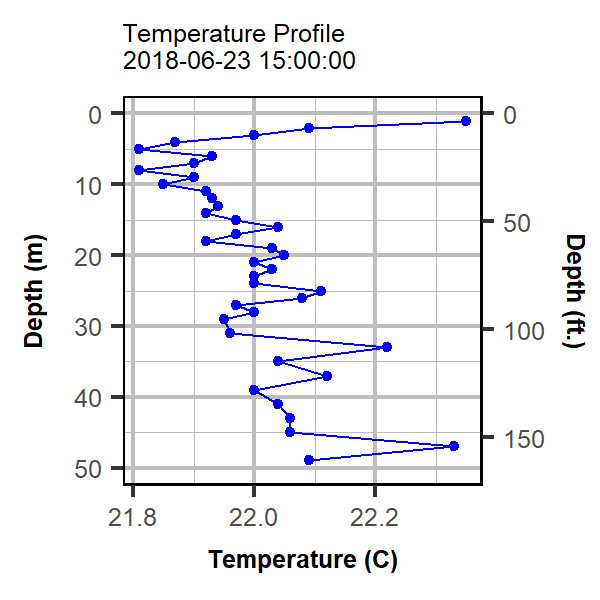 Temperature Profile
2018-06-23 15:00:00
0
10
20
30
40
50
Depth (m)
0
50
100
150
Depth (ft.)
21.8 22.0 22.2
Temperature (C)